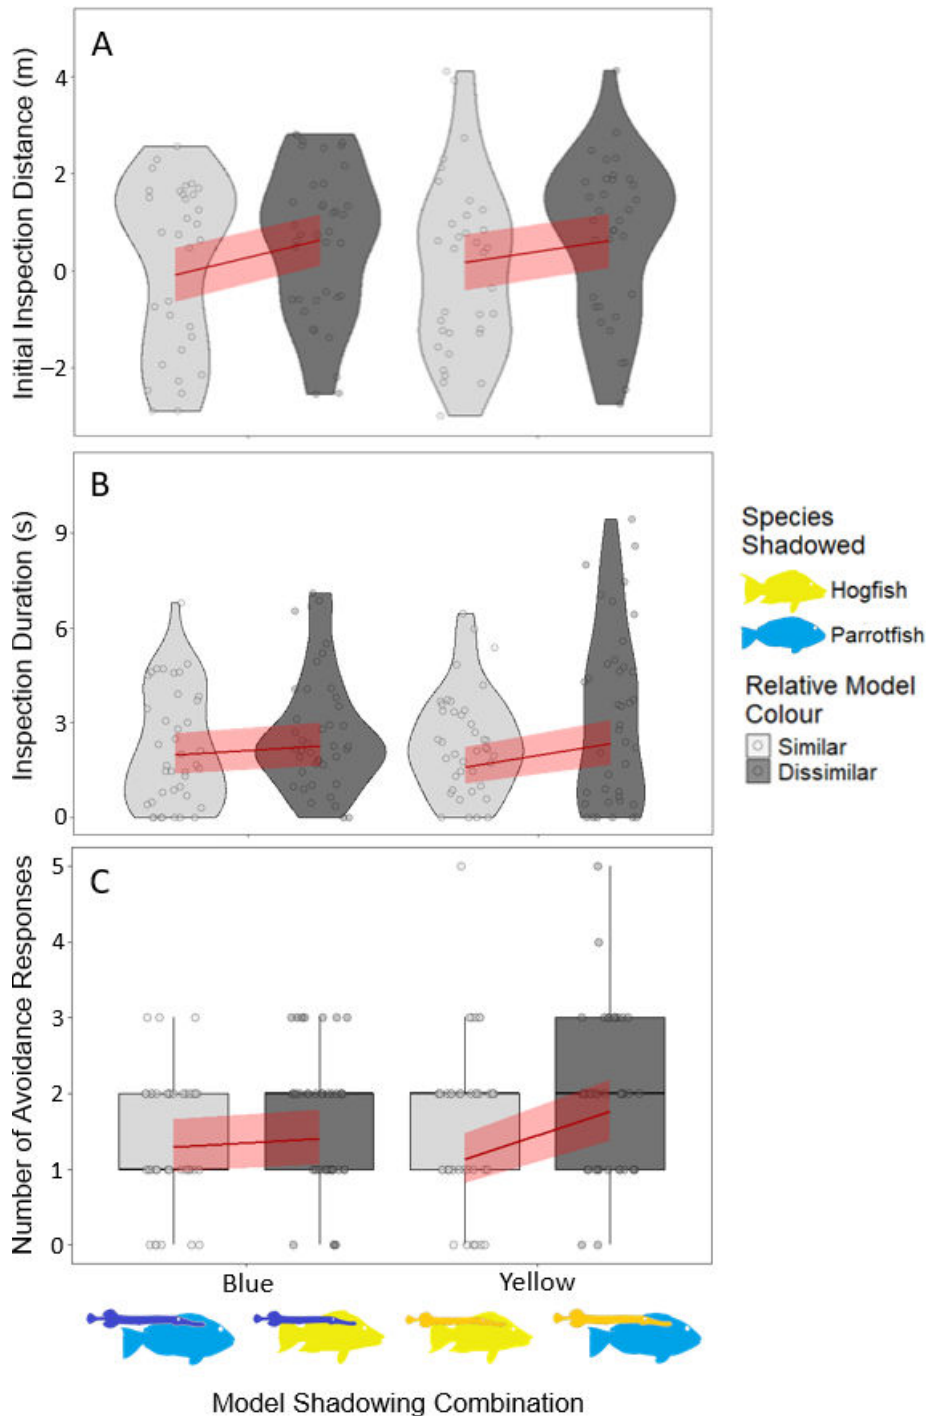 A
Initial Inspection Distance (m)
4
2
0
−2
B
Inspection Duration (s)
9
6
3
0
Species
Shadowed
Hogfish
Parrotfish
Relative Model
Colour
Similar
Dissimilar
C
Number of Avoidance Responses
5
4
3
2
1
0
Blue
Yellow
Model Shadowing Combination